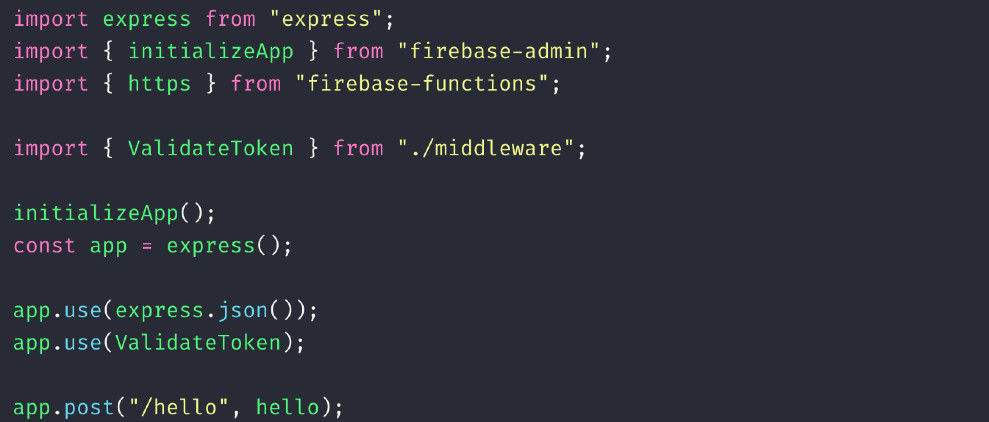 import express from "express";
import { initializeApp } from "firebase-admin";
import { https } from "firebase-functions";
import { ValidateToken } from "./middleware";
initializeApp();
const app = express();
app.use(express.json());
app.use(ValidateToken);
app.post("/hello", hello);